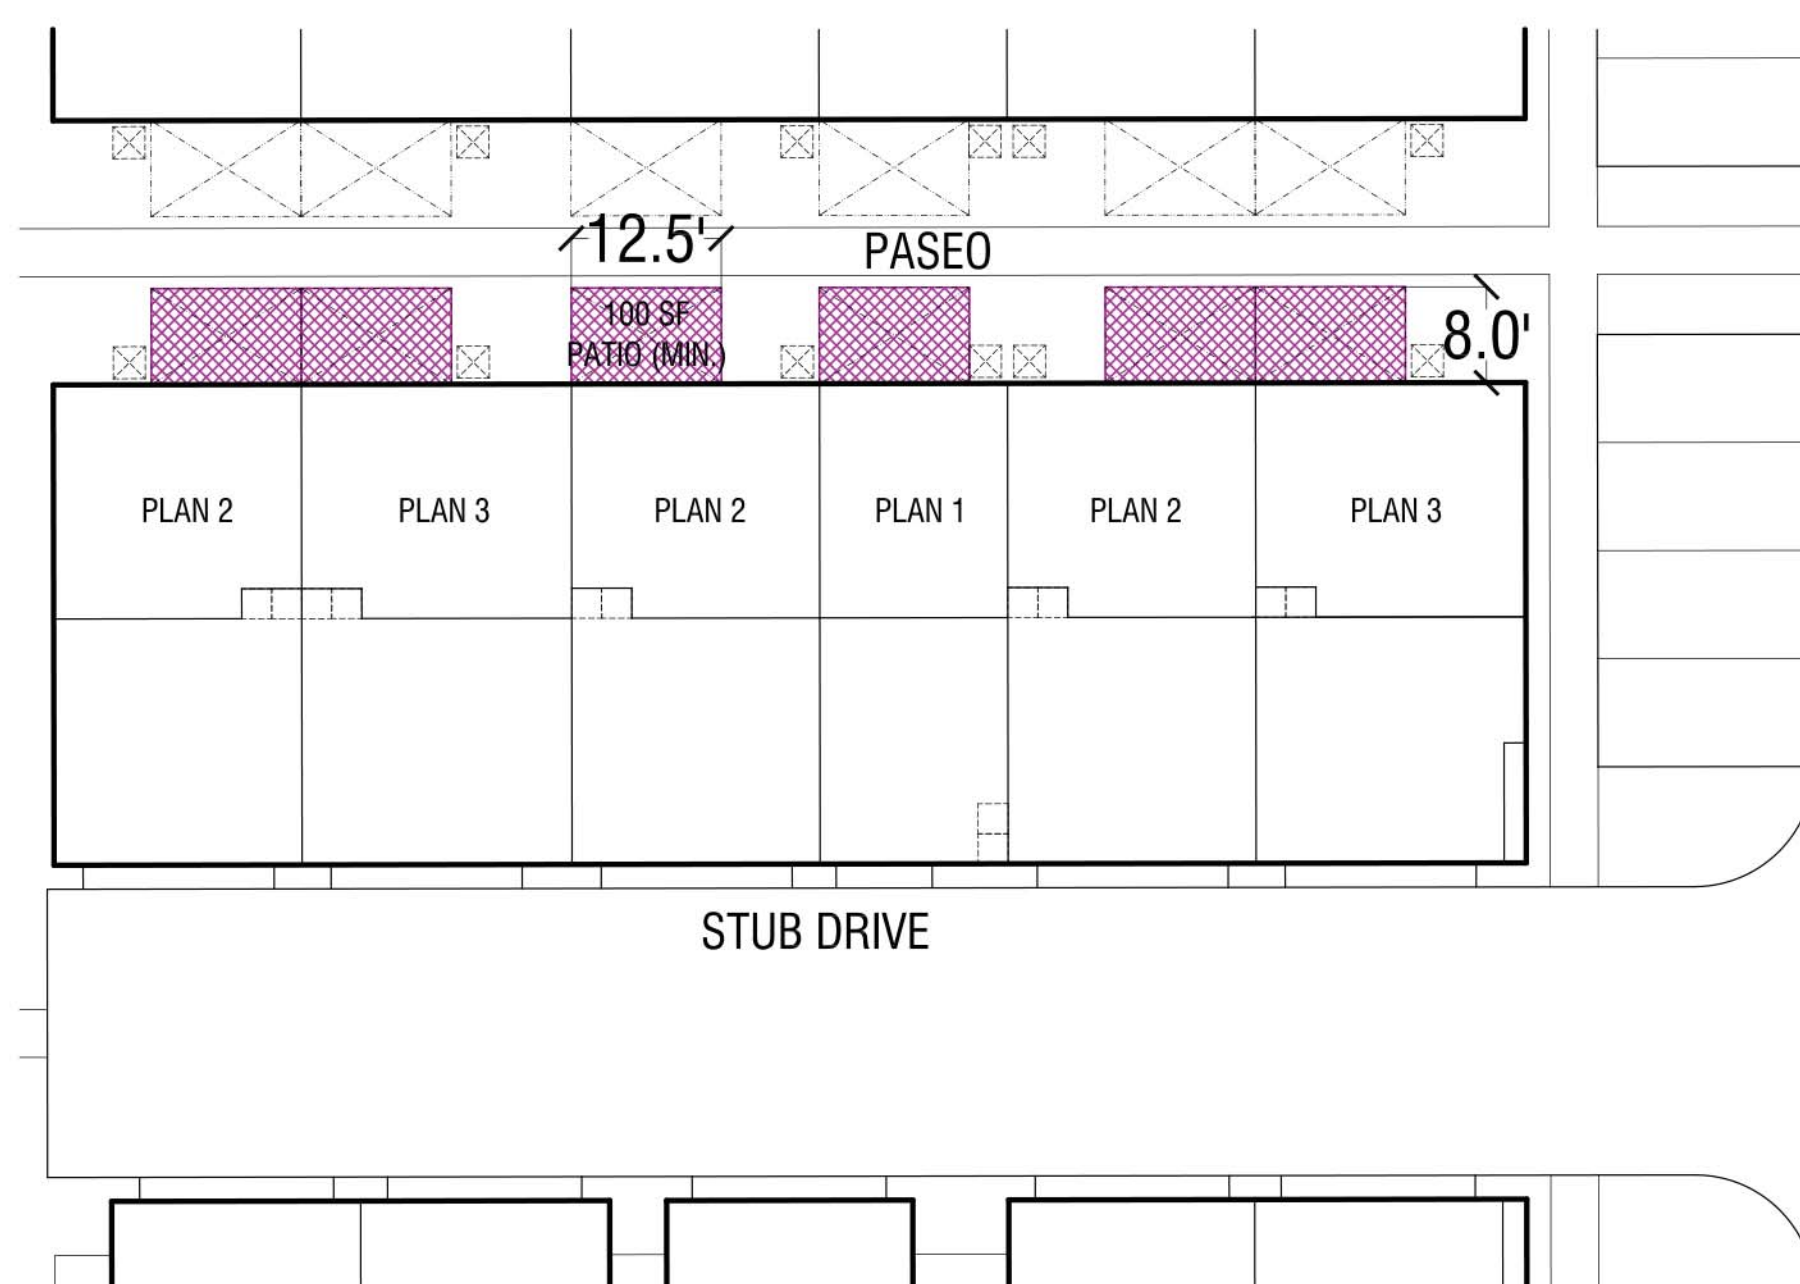 12.5'
PASEO
100 SF
PATIO (MIN.)
8.0'
PLAN 2
PLAN 3
PLAN 2
PLAN 1
PLAN 2
PLAN 3
STUB DRIVE